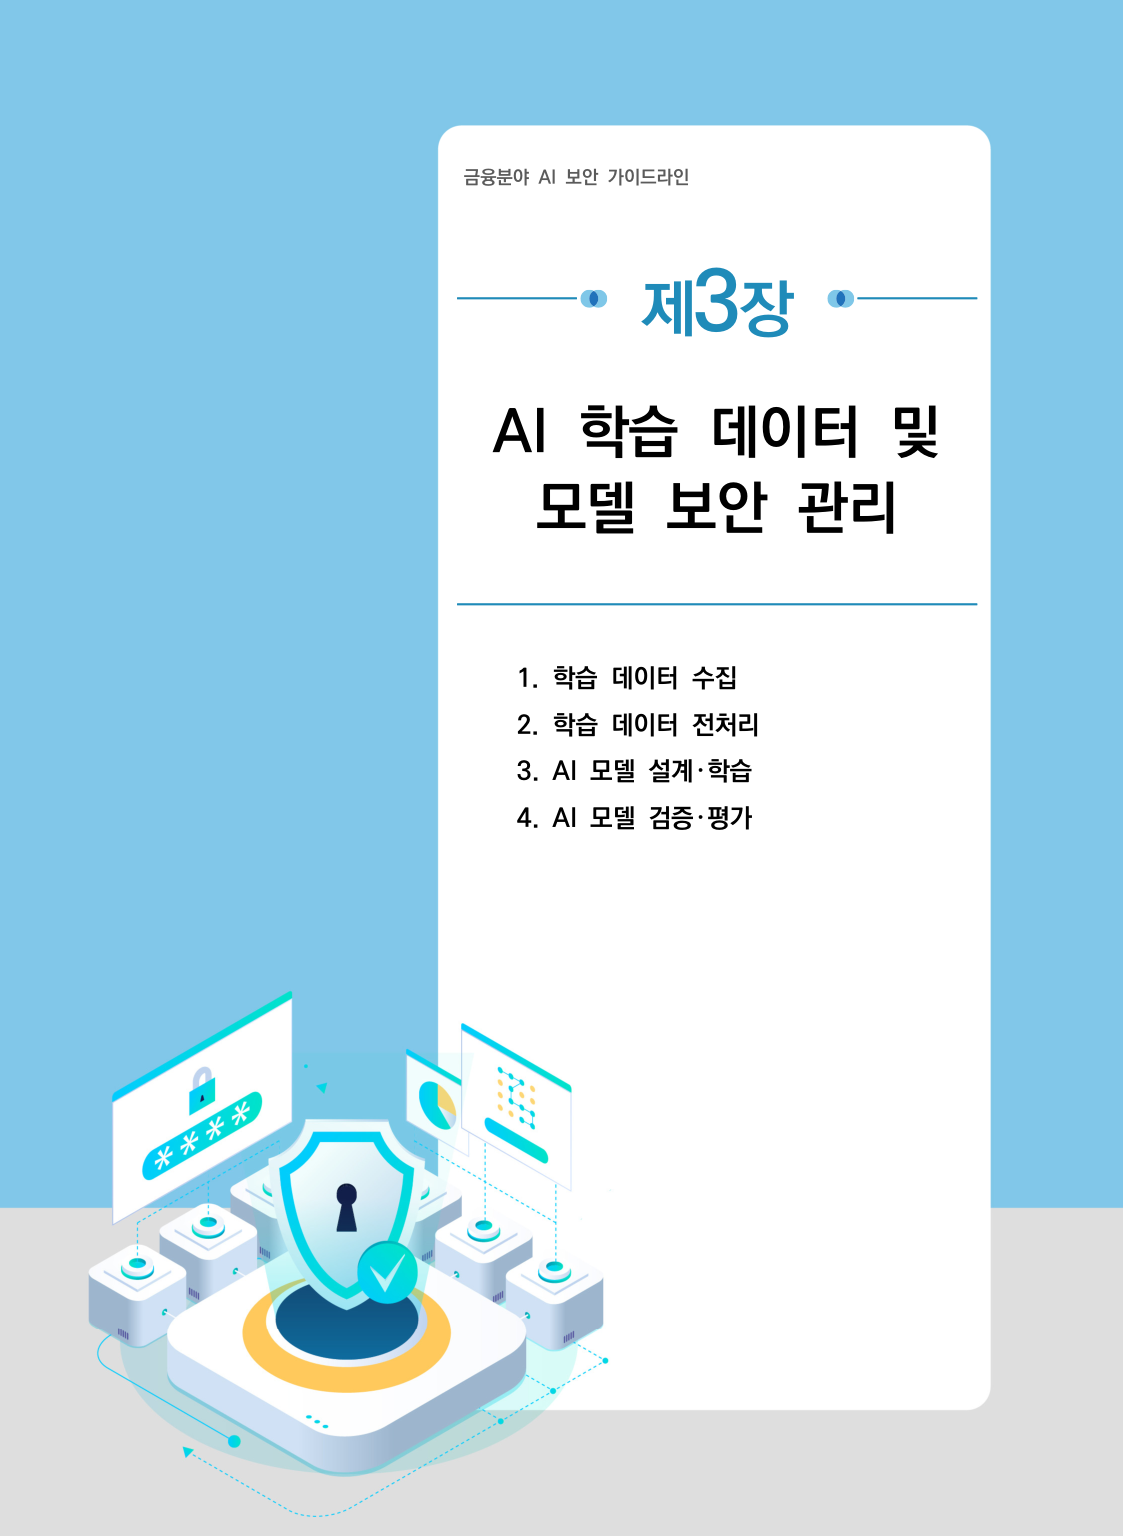 금융분야 AI 보안 가이드라인
제3장
AI 학습 데이터 및
모델 보안 관리
1. 학습 데이터 수집
2. 학습 데이터 전처리
3. AI 모델 설계·학습
4. AI 모델 검증·평가
****